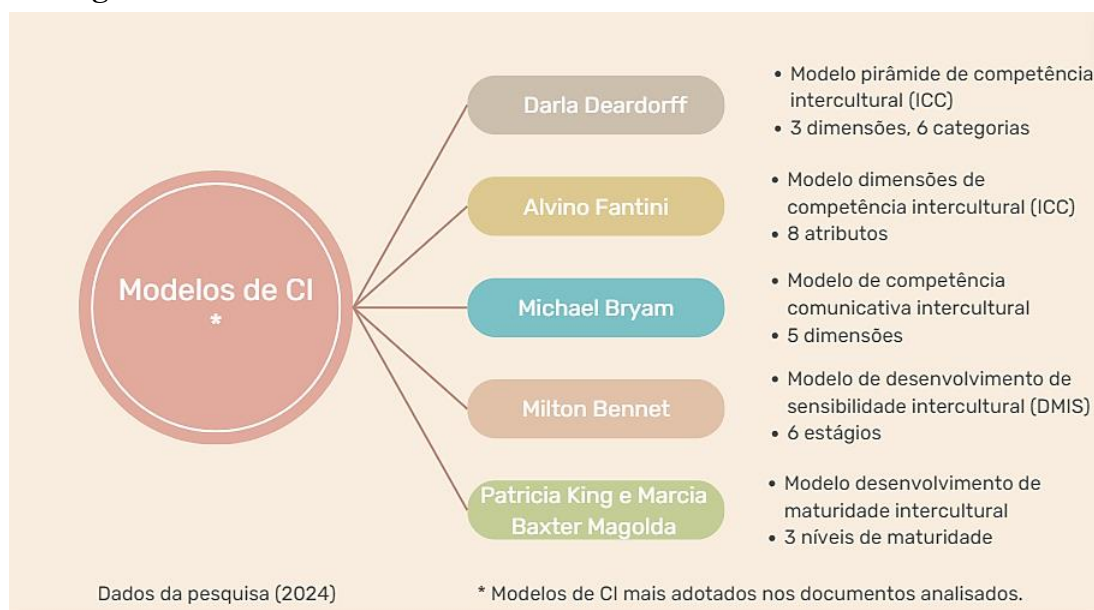 Modelos de CI
*
Darla Deardorff
• Modelo pirâmide de competência
intercultural (ICC)
• 3 dimensões, 6 categorias
Alvino Fantini
• Modelo dimensões de
competência intercultural (ICC)
• 8 atributos
Michael Bryam
• Modelo de competência
comunicativa intercultural
• 5 dimensões
Milton Bennet
• Modelo de desenvolvimento de
sensibilidade intercultural (DMIS)
• 6 estágios
Patricia King e Marcia
Baxter Magolda
• Modelo desenvolvimento de
maturidade intercultural
• 3 níveis de maturidade
Dados da pesquisa (2024)
* Modelos de CI mais adotados nos documentos analisados.